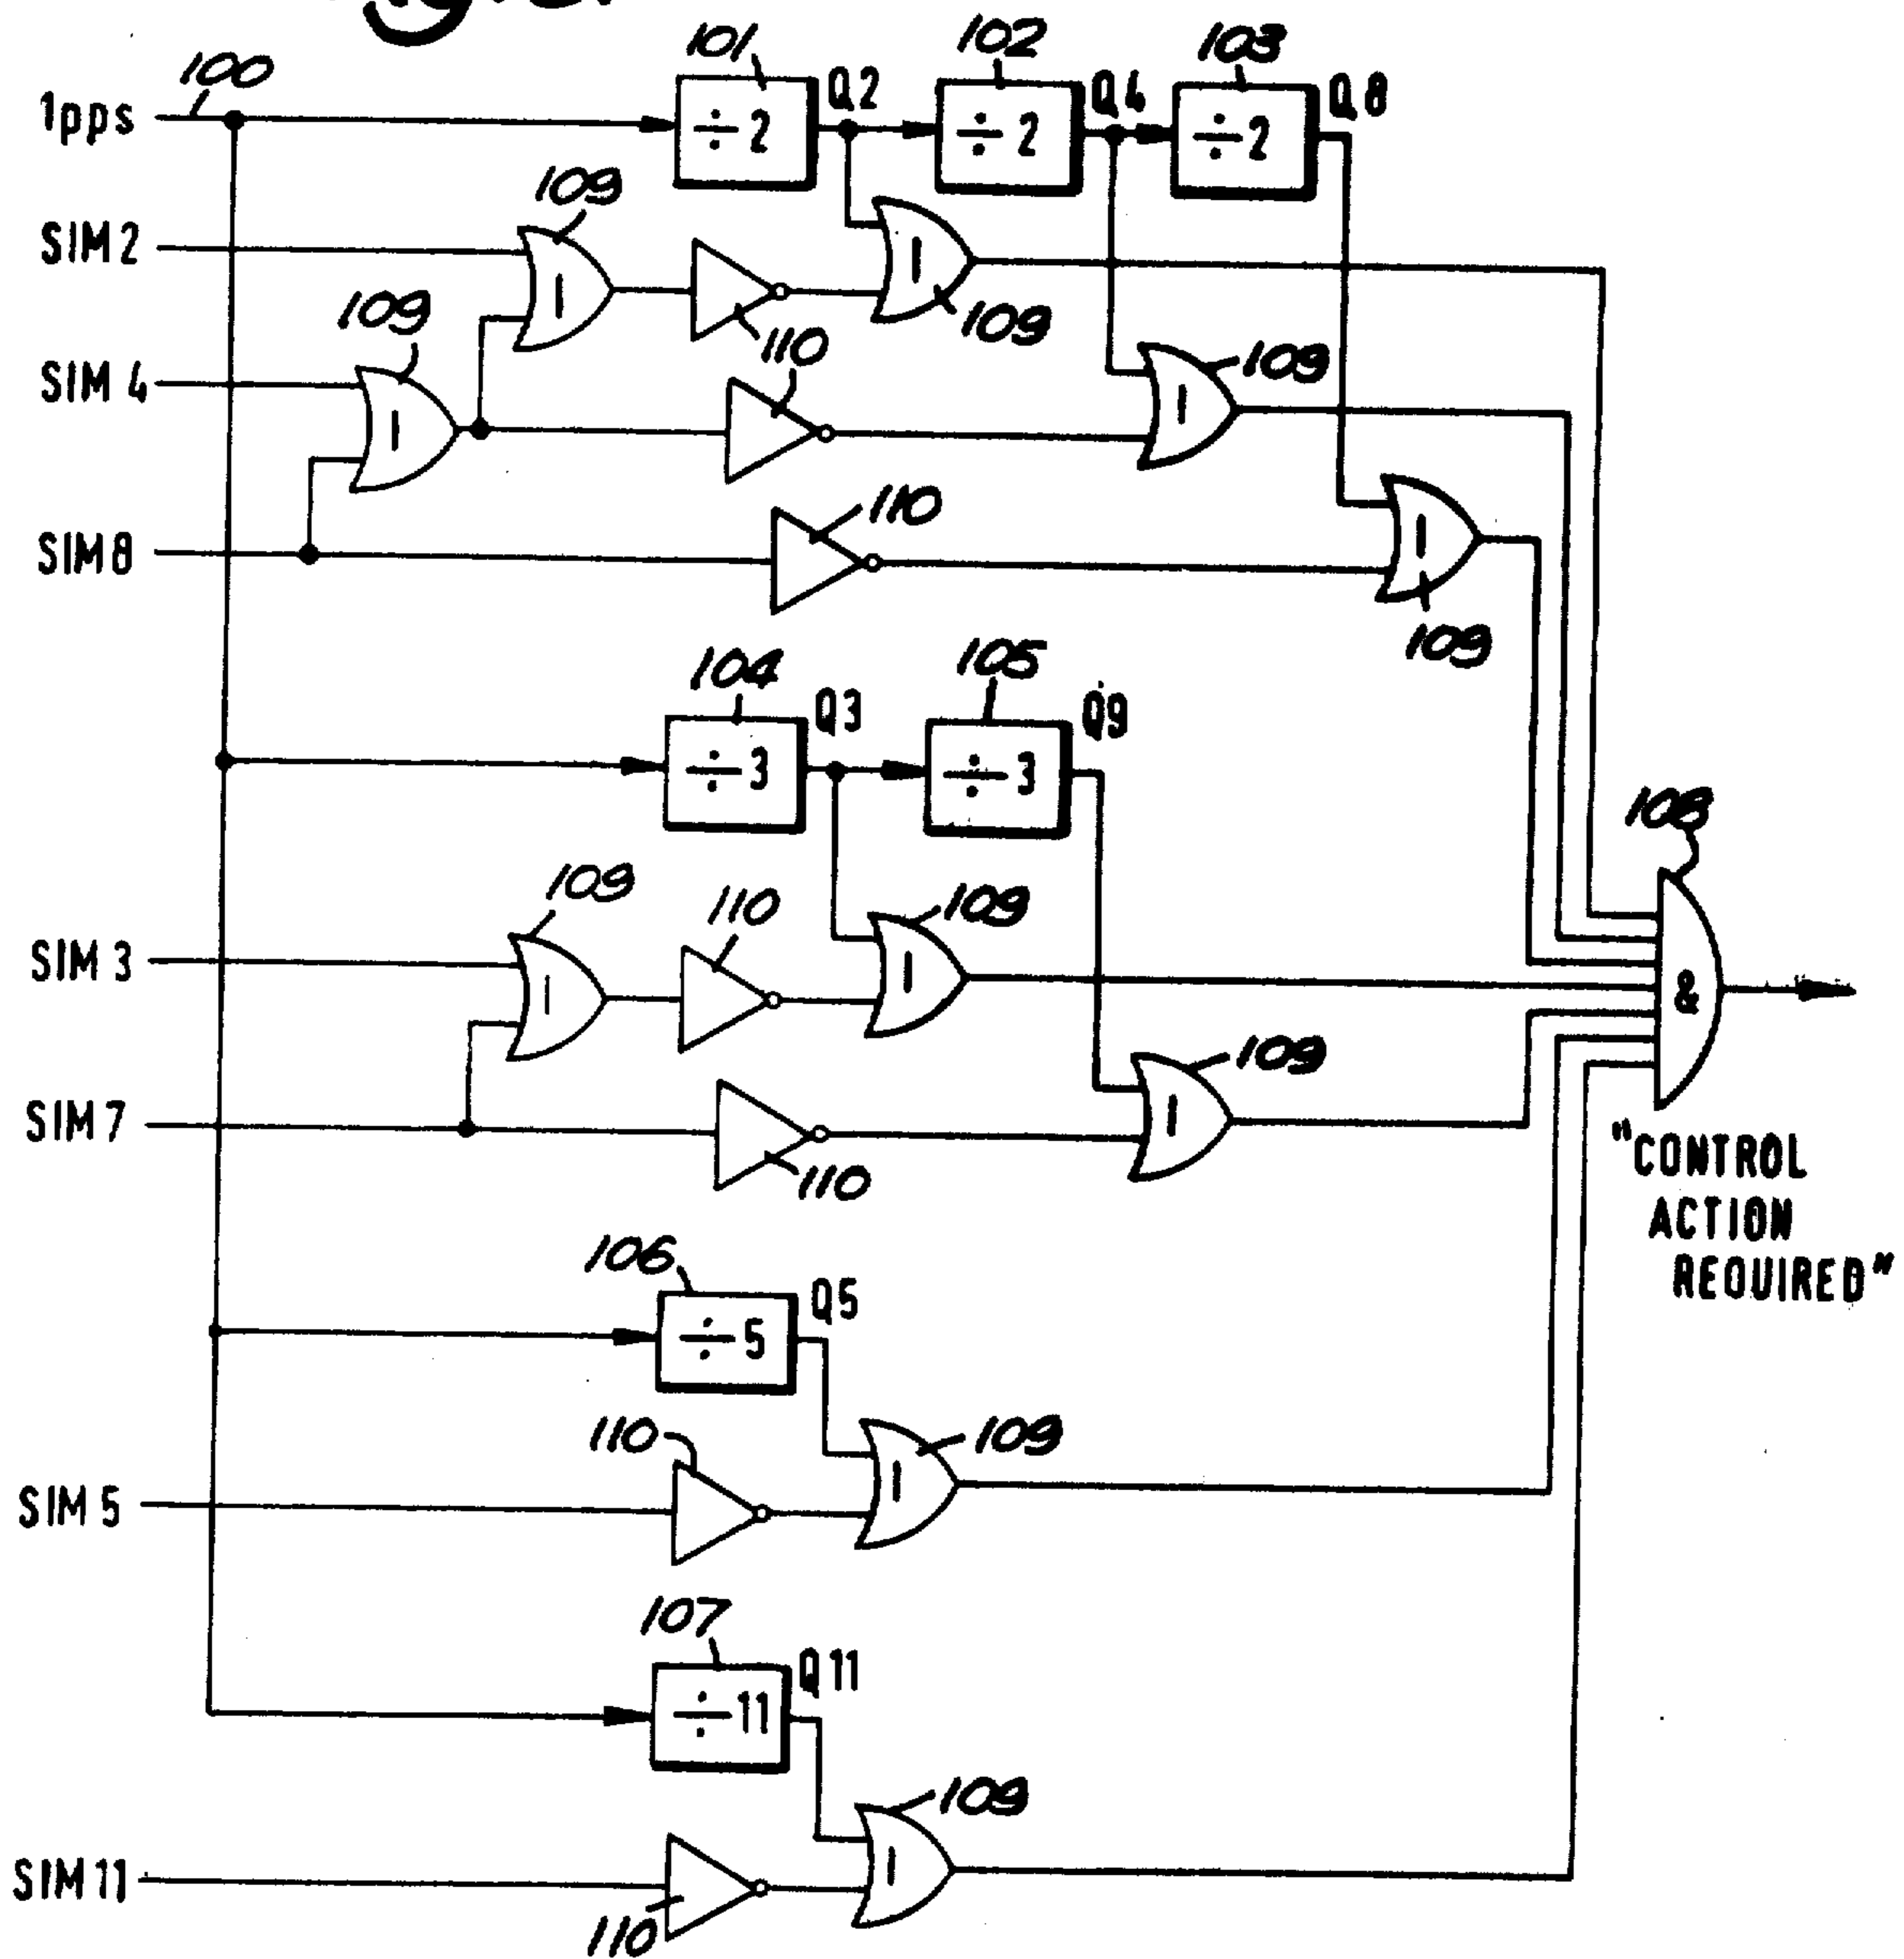 101 102 103
100
1pps ÷2 Q2 ÷2 Q4 ÷2 Q8
109
SIM 2 1 1
109 110 109
109
SIM 4 1 110 1
110
SIM 8 1
109
104 105
Q3 Q9
÷3 ÷3
108
109 110 109
SIM 3 1 1 &
109
SIM 7 1
110
"CONTROL
ACTION
REQUIRED"
106
Q5
÷5
110 109
SIM 5 1
107
Q11
÷11
109
SIM 11 1
110